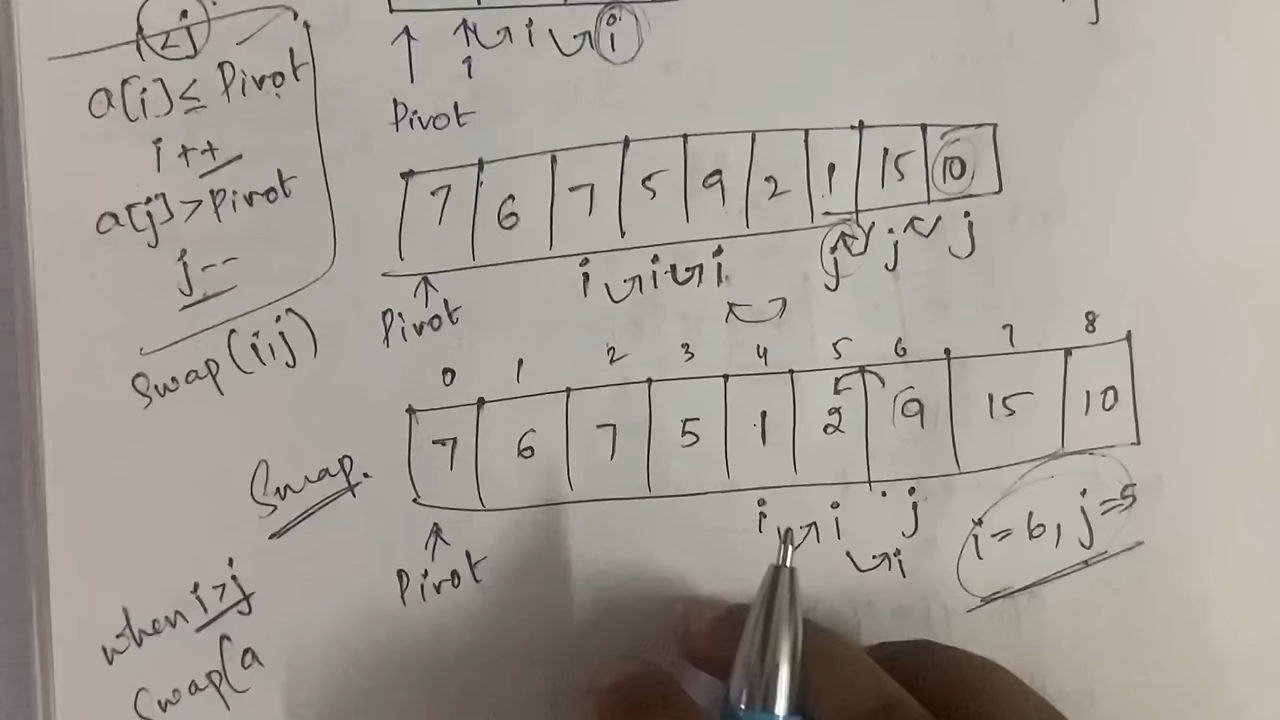 <j
a[i] ≤ Pivot
i++
a[j] > Pivot
j--
Swap(i,j)
i i i
Pivot
7 6 7 5 9 2 1 15 10
i i i j j j
Pivot
0 1 2 3 4 5 6 7 8
7 6 7 5 1 2 9 15 10
Swap.
i i j
i
i=6, j=5
Pivot
when i>j
Swap(a